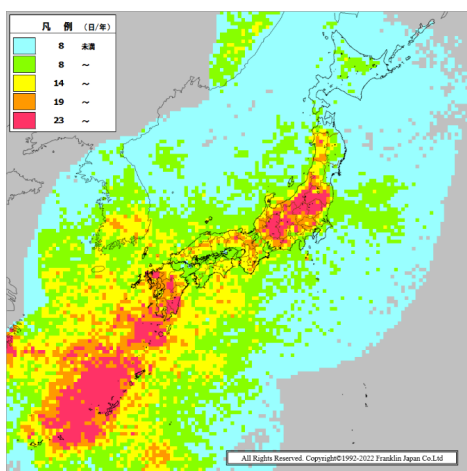 凡 例 (日/年)
8 未満
8 ~
14 ~
19 ~
23 ~
All Rights Reserved. Copyright©1992-2022 Franklin Japan Co.Ltd